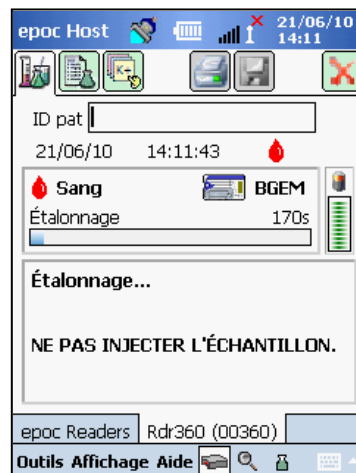 epoc Host 21/06/10 14:11
K+
ID pat
21/06/10 14:11:43
Sang BGEM
Étalonnage 170s
Étalonnage...
NE PAS INJECTER L'ÉCHANTILLON.
epoc Readers Rdr360 (00360)
Outils Affichage Aide